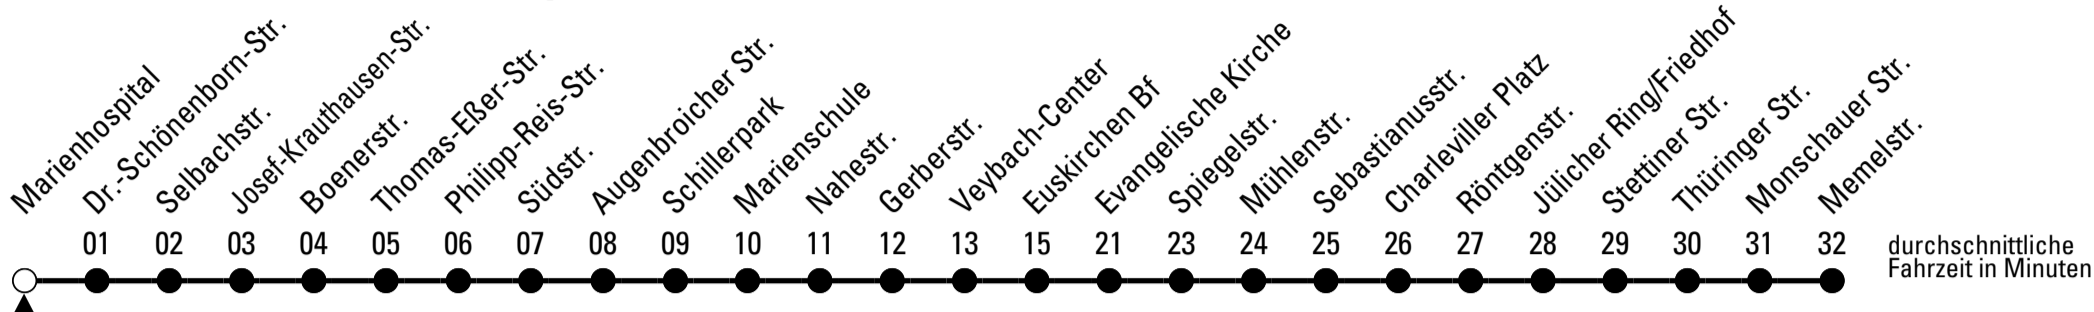 Marienhospital
Dr.-Schönenborn-Str.
Selbachstr.
Josef-Krauthausen-Str.
Boenerstr.
Thomas-Eßer-Str.
Philipp-Reis-Str.
Südstr.
Augenbroicher Str.
Schillerpark
Marienschule
Nahestr.
Gerberstr.
Veybach-Center
Euskirchen Bf
Evangelische Kirche
Spiegelstr.
Mühlenstr.
Sebastianusstr.
Charleviller Platz
Röntgenstr.
Jülicher Ring/Friedhof
Stettiner Str.
Thüringer Str.
Monschauer Str.
Memelstr.
01 02 03 04 05 06 07 08 09 10 11 12 13 15 21 23 24 25 26 27 28 29 30 31 32
durchschnittliche
Fahrzeit in Minuten